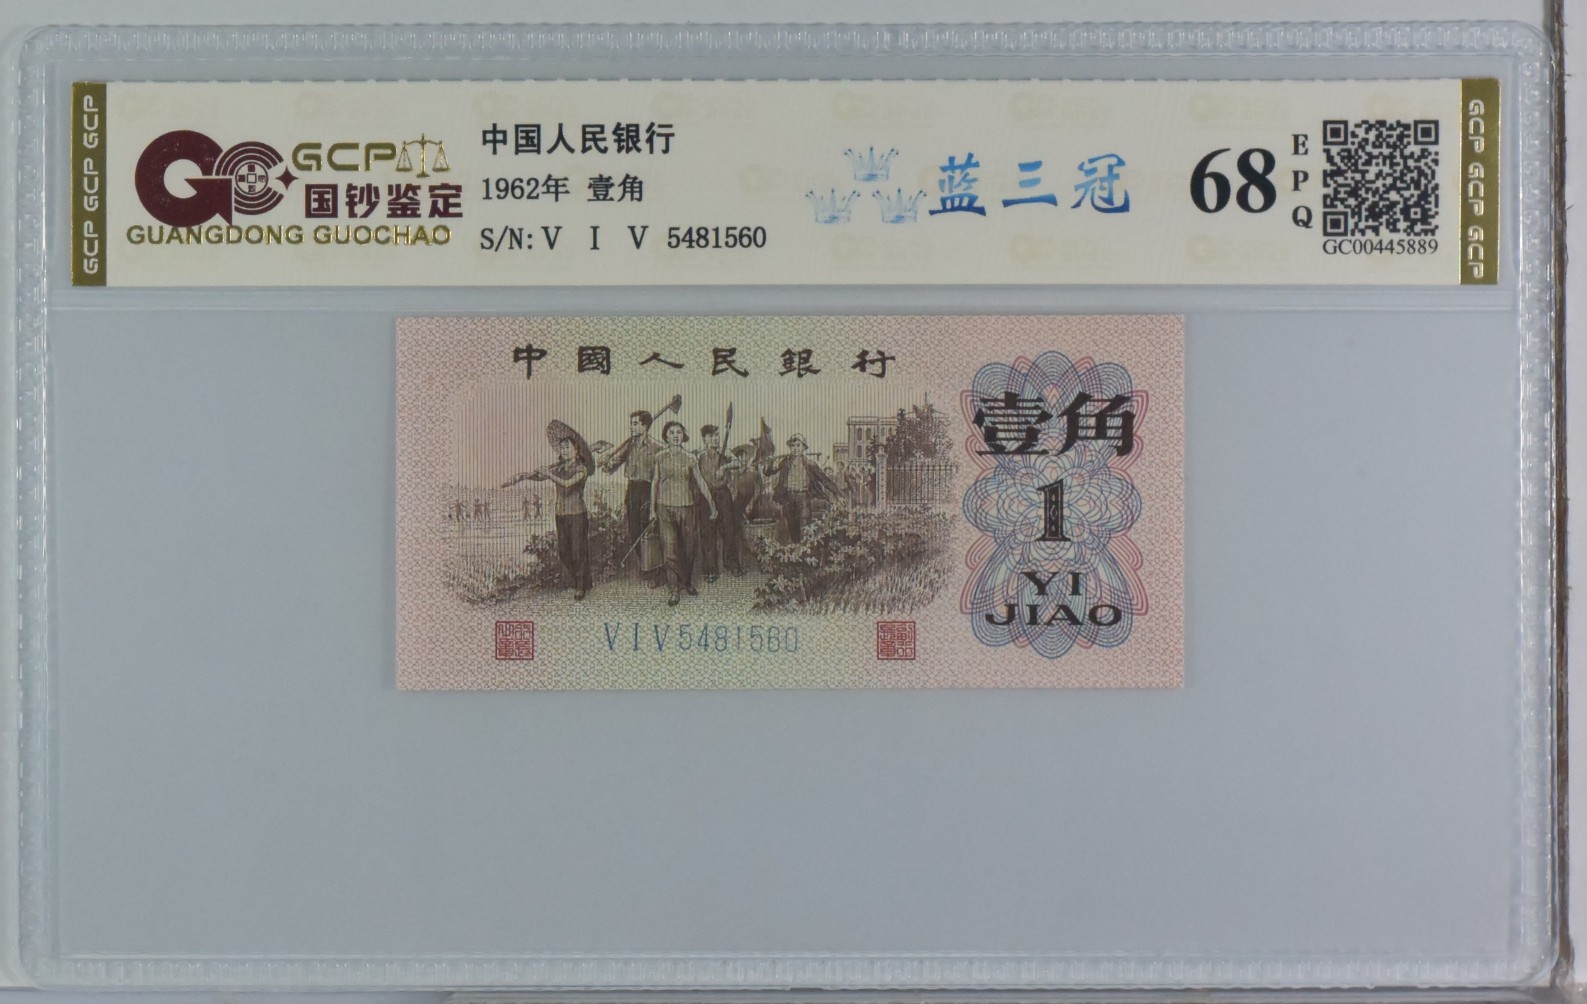 GCP GCP GCP
GCP
国钞鉴定
GUANGDONG GUOCHAO
中国人民银行
1962年 壹角
S/N: V I V 5481560
蓝三冠
68
EPQ
GC00445889
GCP GCP GCP
中國人民銀行
壹角
1
YI
JIAO
VIV5481560